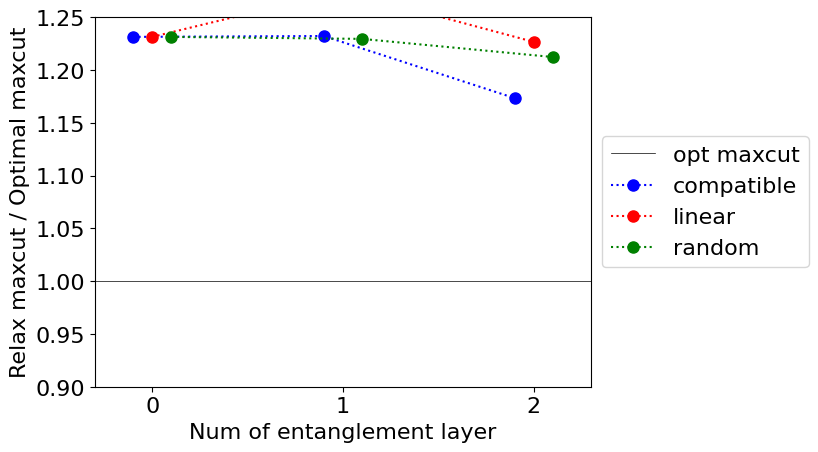 Relax maxcut / Optimal maxcut
1.25
1.20
1.15
1.10
1.05
1.00
0.95
0.90
0
1
2
Num of entanglement layer
opt maxcut
compatible
linear
random